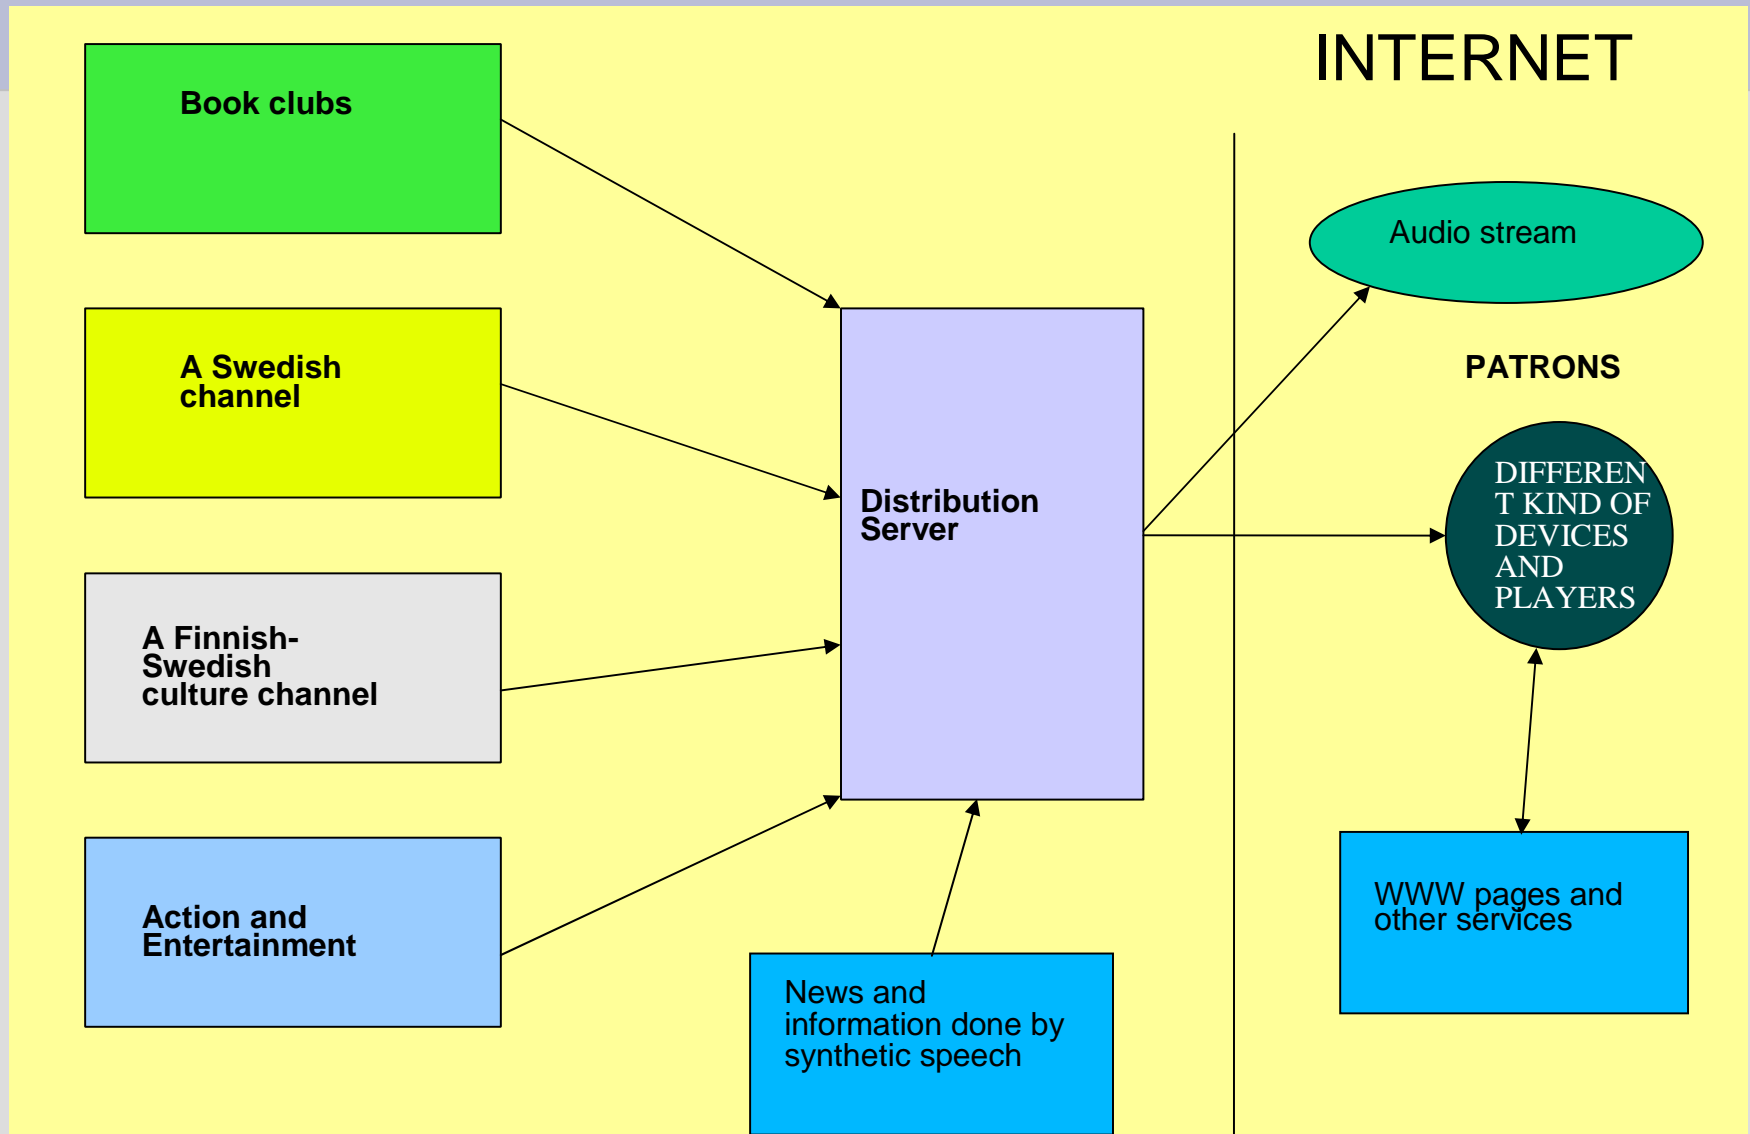 INTERNET
Book clubs
Audio stream
A Swedish
channel
PATRONS
Distribution
Server
DIFFEREN
T KIND OF
DEVICES
AND
PLAYERS
A Finnish-
Swedish
culture channel
Action and
Entertainment
WWW pages and
other services
News and
information done by
synthetic speech